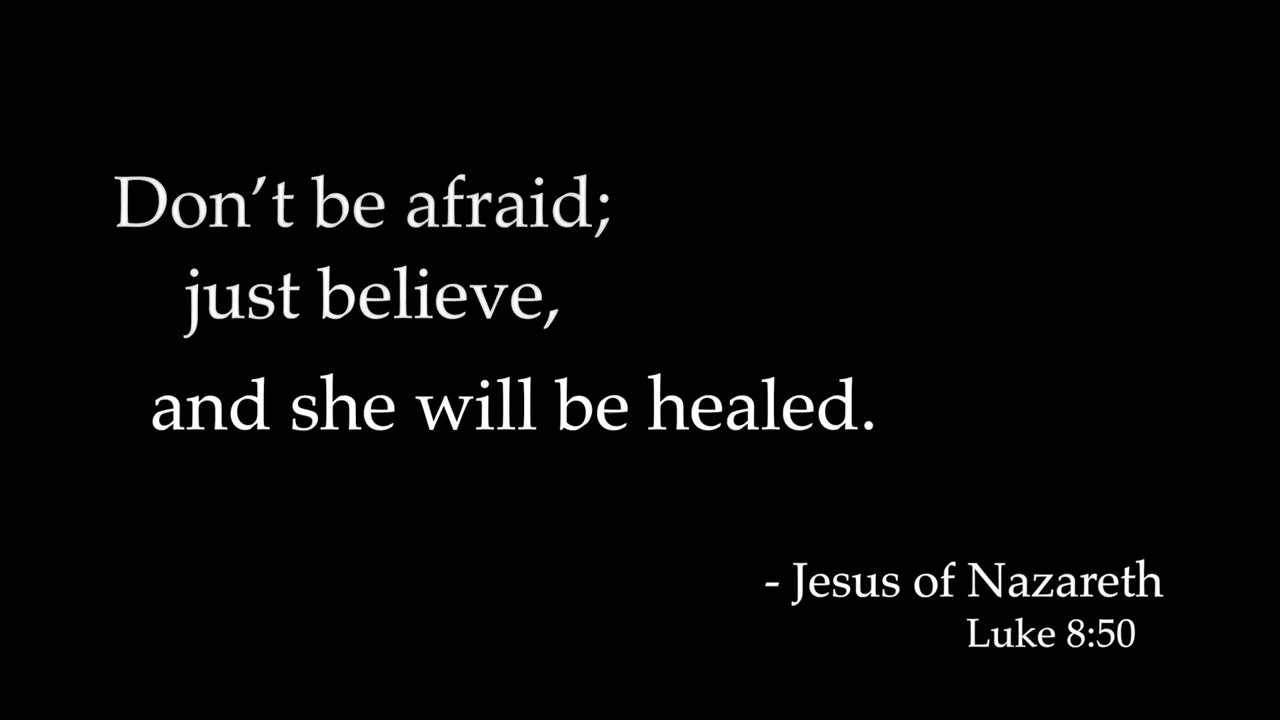 Don’t be afraid;
just believe,
and she will be healed.
- Jesus of Nazareth
Luke 8:50